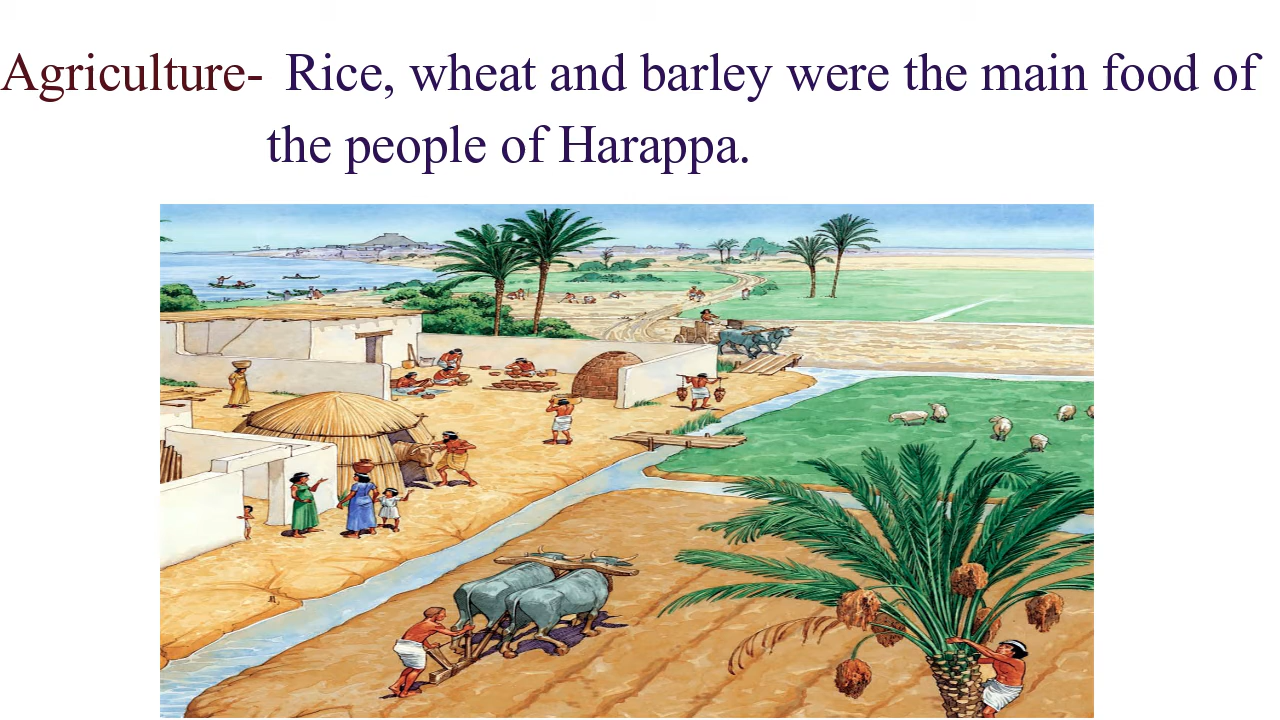 Agriculture- Rice, wheat and barley were the main food of
the people of Harappa.